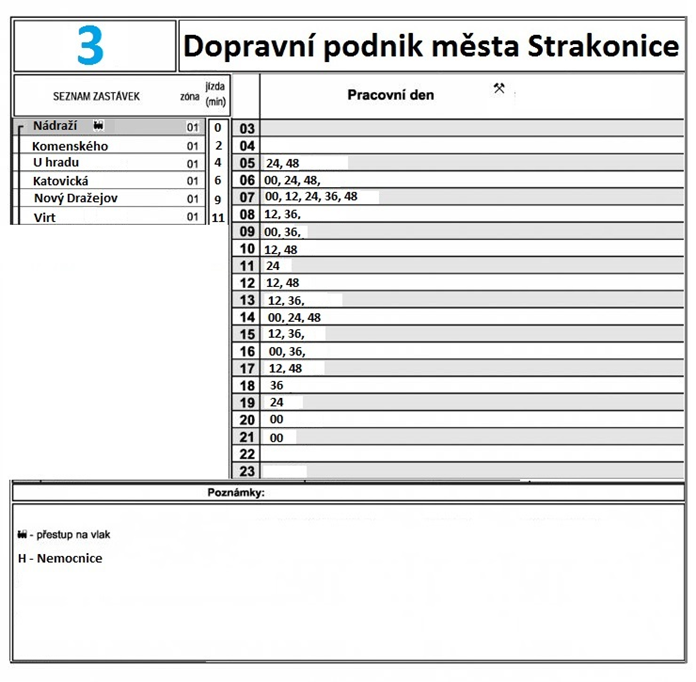 3 Dopravní podnik města Strakonice
SEZNAM ZASTÁVEK zóna jízda (min) Pracovní den
Nádraží 01 0
Komenského 01 2
U hradu 01 4
Katovická 01 6
Nový Dražejov 01 9
Virt 01 11
03
04
05 24, 48
06 00, 24, 48,
07 00, 12, 24, 36, 48
08 12, 36,
09 00, 36,
10 12, 48
11 24
12 12, 48
13 12, 36,
14 00, 24, 48
15 12, 36,
16 00, 36,
17 12, 48
18 36
19 24
20 00
21 00
22
23
Poznámky:
- přestup na vlak
H - Nemocnice